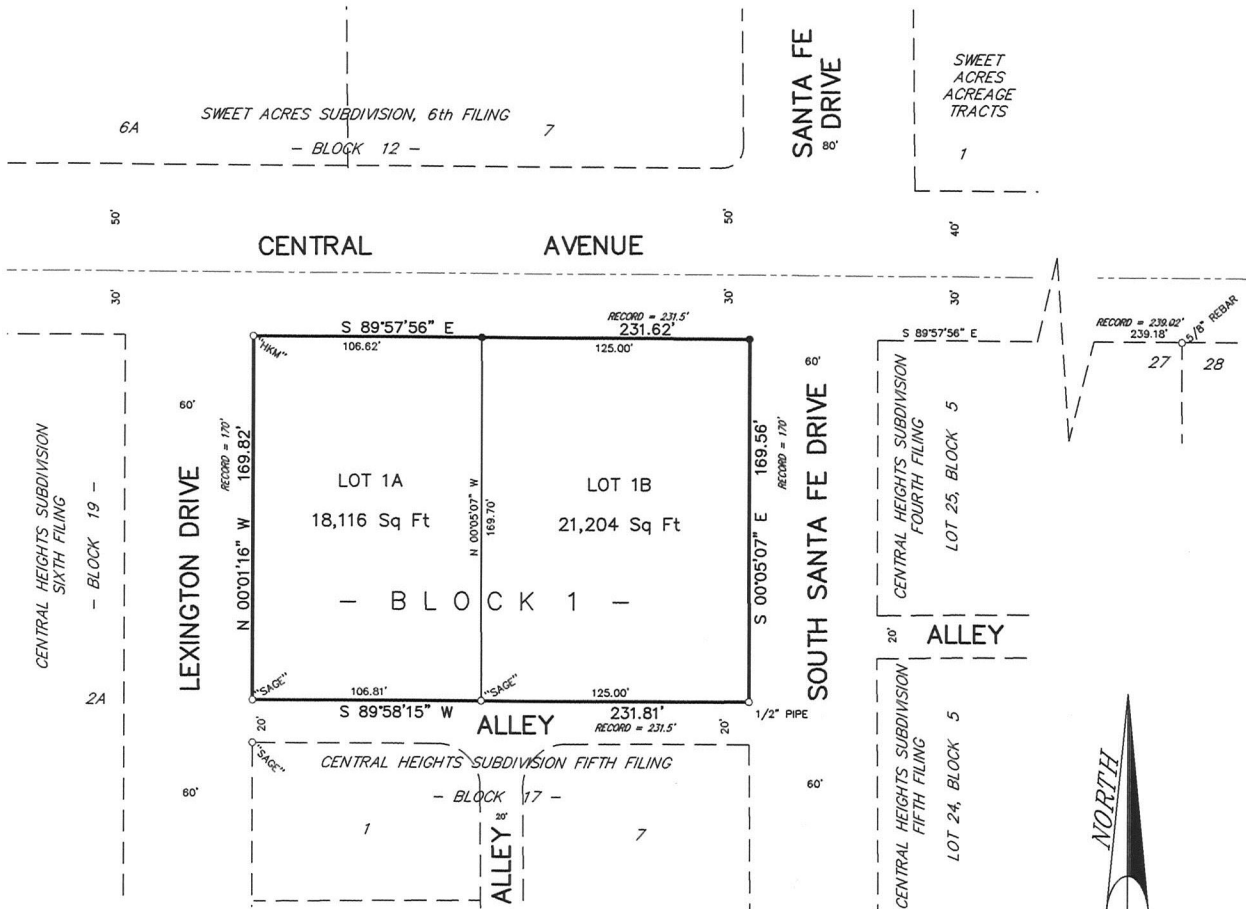 SANTA FE
DRIVE
80'
SWEET
ACRES
ACREAGE
TRACTS
1
SWEET ACRES SUBDIVISION, 6th FILING
6A
7
- BLOCK 12 -
50'
50'
40'
CENTRAL AVENUE
30'
30'
30'
RECORD = 231.5'
S 89°57'56" E
231.62'
106.62'
125.00'
"HKM"
S 89°57'56" E
RECORD = 239.02'
239.18'
5/8" REBAR
27
28
60'
60'
CENTRAL HEIGHTS SUBDIVISION
SIXTH FILING
- BLOCK 19 -
2A
LEXINGTON DRIVE
RECORD = 170'
N 00°01'16" W 169.82'
LOT 1A
18,116 Sq Ft
N 00°05'07" W
169.70'
LOT 1B
21,204 Sq Ft
- BLOCK 1 -
S 00°05'07" E 169.56'
RECORD = 170'
SOUTH SANTA FE DRIVE
CENTRAL HEIGHTS SUBDIVISION
FOURTH FILING
LOT 25, BLOCK 5
20'
ALLEY
"SAGE"
106.81'
"SAGE"
125.00'
S 89°58'15" W
231.81'
1/2" PIPE
20'
ALLEY
RECORD = 231.5'
20'
"SAGE"
CENTRAL HEIGHTS SUBDIVISION FIFTH FILING
60'
- BLOCK 17 -
60'
1
20'
ALLEY
7
CENTRAL HEIGHTS SUBDIVISION
FIFTH FILING
LOT 24, BLOCK 5
NORTH